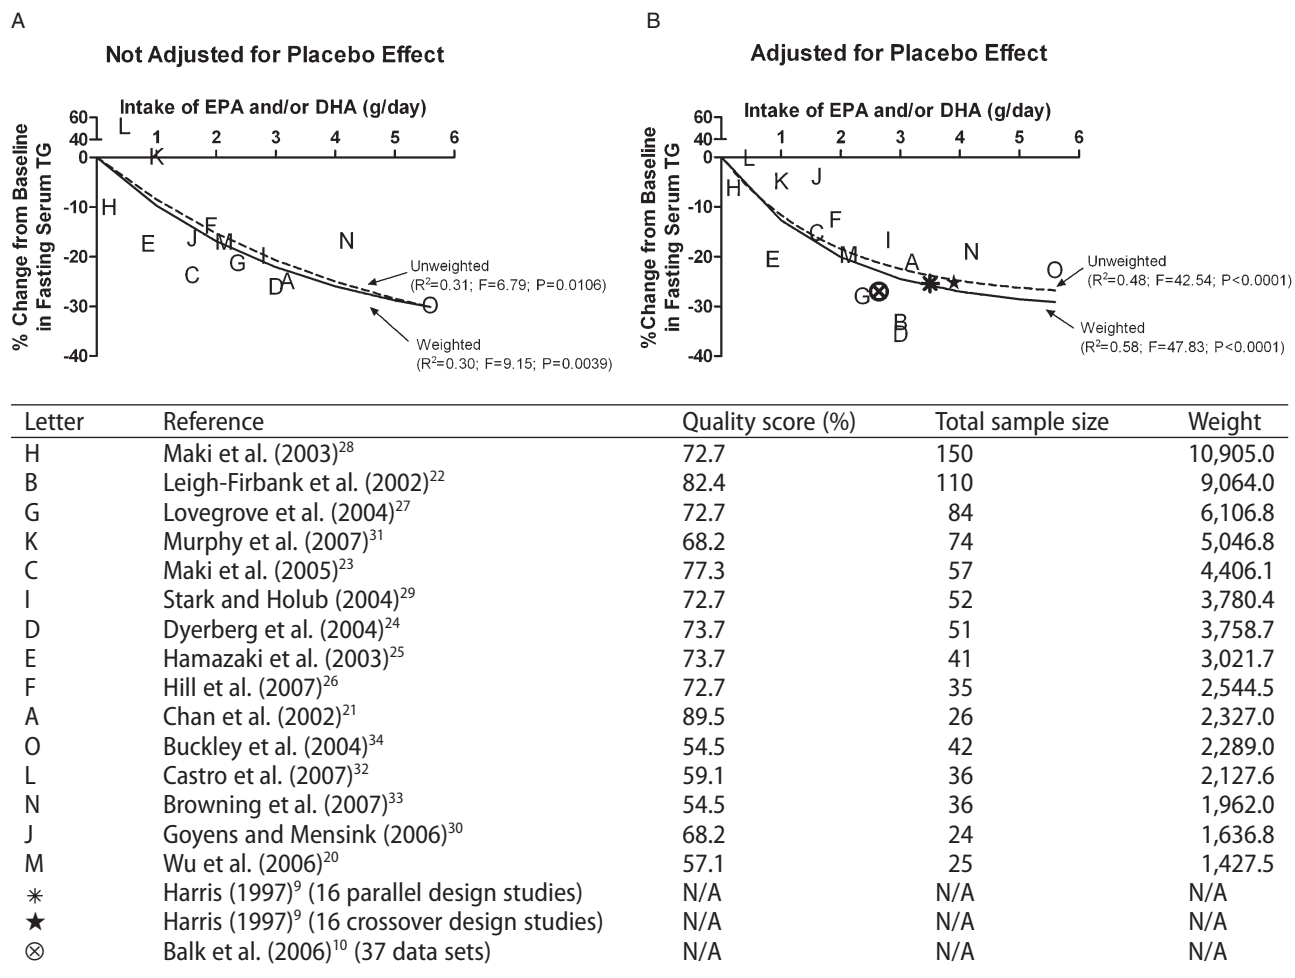 A
B
Not Adjusted for Placebo Effect
Adjusted for Placebo Effect
Intake of EPA and/or DHA (g/day)
% Change from Baseline
in Fasting Serum TG
60
40
0
-10
-20
-30
-40
1 2 3 4 5 6
L
K
H
E
J
F
M
C
G
I
D
A
N
O
Unweighted
(R²=0.31; F=6.79; P=0.0106)
Weighted
(R²=0.30; F=9.15; P=0.0039)
Intake of EPA and/or DHA (g/day)
%Change from Baseline
in Fasting Serum TG
60
40
0
-10
-20
-30
-40
1 2 3 4 5 6
L
H
K
J
E
F
C
M
I
A
N
G
B
D
O
Unweighted
(R²=0.48; F=42.54; P<0.0001)
Weighted
(R²=0.58; F=47.83; P<0.0001)
Letter Reference Quality score (%) Total sample size Weight
H Maki et al. (2003)²⁸ 72.7 150 10,905.0
B Leigh-Firbank et al. (2002)²² 82.4 110 9,064.0
G Lovegrove et al. (2004)²⁷ 72.7 84 6,106.8
K Murphy et al. (2007)³¹ 68.2 74 5,046.8
C Maki et al. (2005)²³ 77.3 57 4,406.1
I Stark and Holub (2004)²⁹ 72.7 52 3,780.4
D Dyerberg et al. (2004)²⁴ 73.7 51 3,758.7
E Hamazaki et al. (2003)²⁵ 73.7 41 3,021.7
F Hill et al. (2007)²⁶ 72.7 35 2,544.5
A Chan et al. (2002)²¹ 89.5 26 2,327.0
O Buckley et al. (2004)³⁴ 54.5 42 2,289.0
L Castro et al. (2007)³² 59.1 36 2,127.6
N Browning et al. (2007)³³ 54.5 36 1,962.0
J Goyens and Mensink (2006)³⁰ 68.2 24 1,636.8
M Wu et al. (2006)²⁰ 57.1 25 1,427.5
✳ Harris (1997)⁹ (16 parallel design studies) N/A N/A N/A
★ Harris (1997)⁹ (16 crossover design studies) N/A N/A N/A
⊗ Balk et al. (2006)¹⁰ (37 data sets) N/A N/A N/A